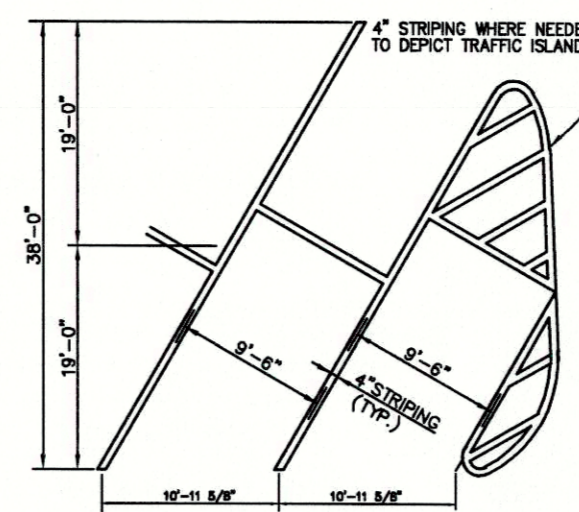 4" STRIPING WHERE NEEDE
TO DEPICT TRAFFIC ISLAND
19'-0"
38'-0"
19'-0"
9'-6"
9'-6"
4" STRIPING
(TYP.)
10'-11 5/8"
10'-11 5/8"